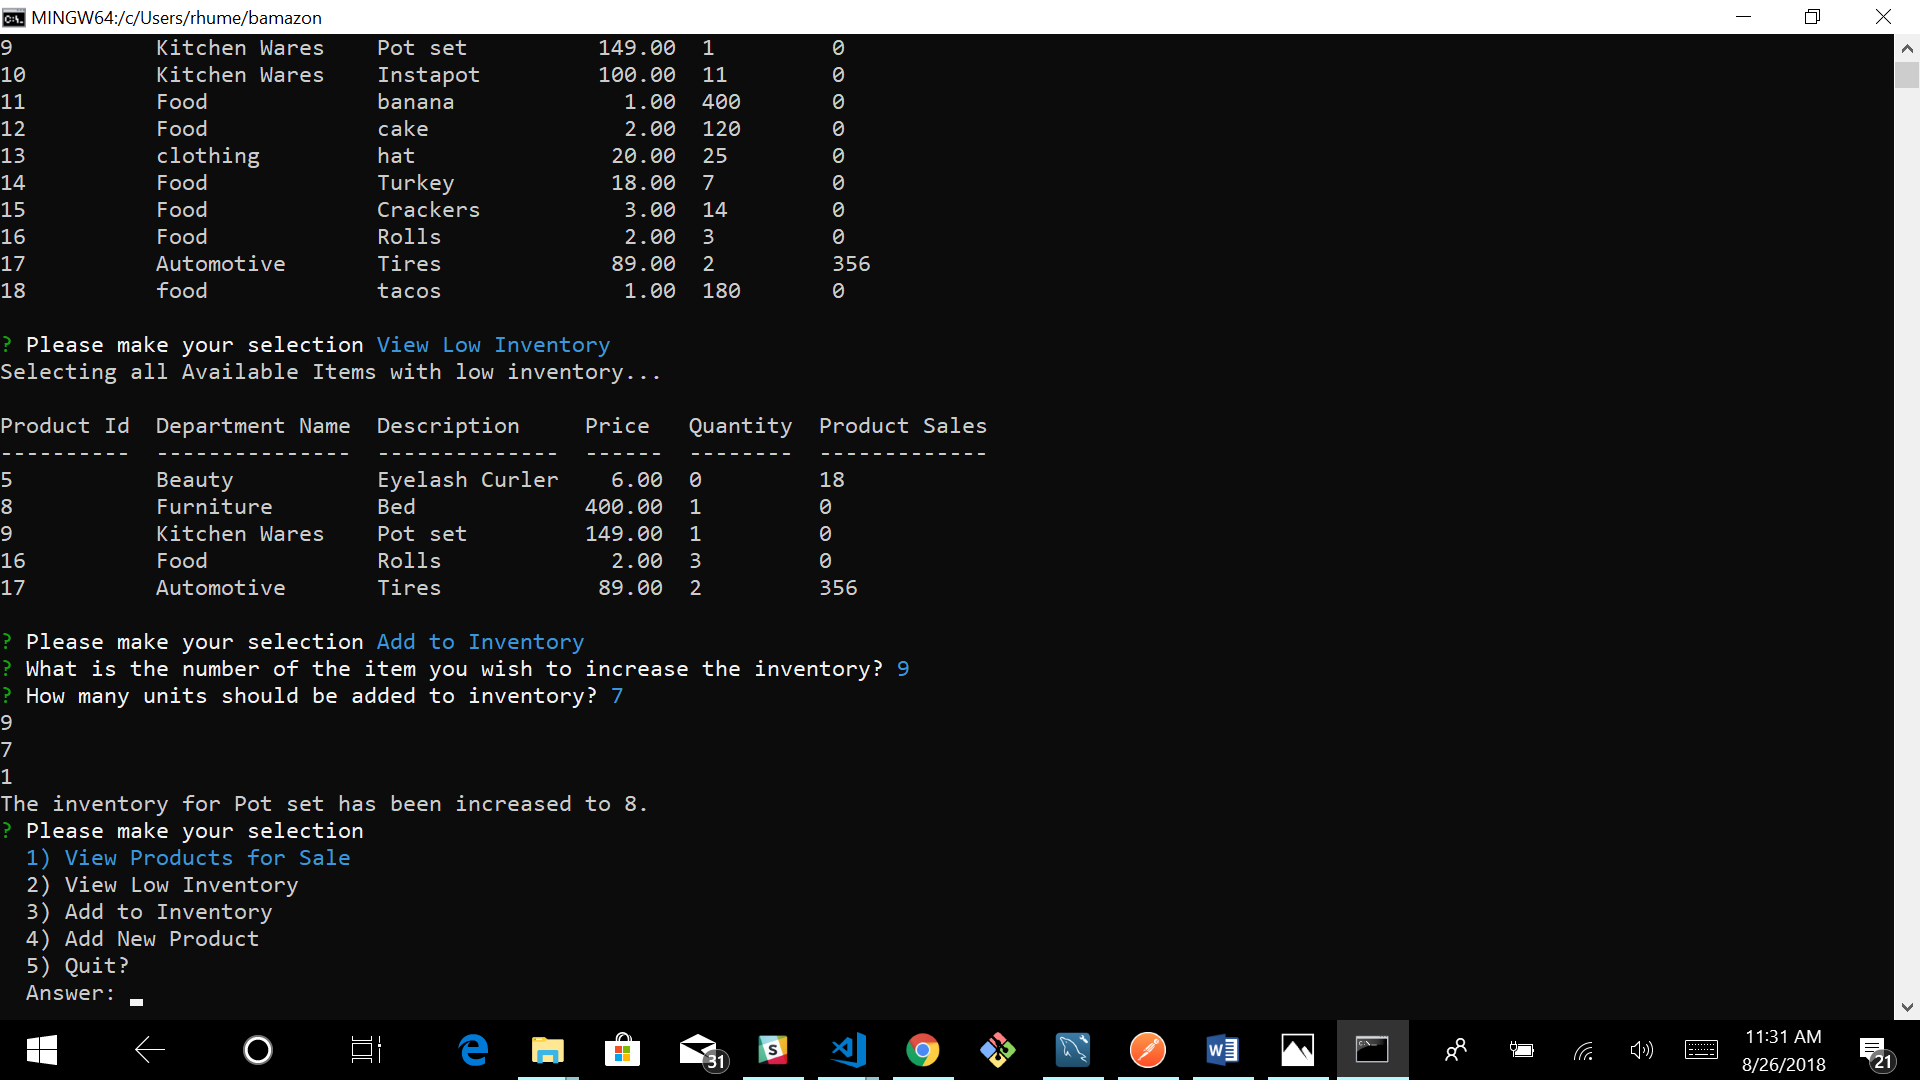 MINGW64:/c/Users/rhume/bamazon
9           Kitchen Wares    Pot set          149.00  1         0
10          Kitchen Wares    Instapot         100.00  11        0
11          Food             banana             1.00  400       0
12          Food             cake               2.00  120       0
13          clothing         hat               20.00  25        0
14          Food             Turkey            18.00  7         0
15          Food             Crackers           3.00  14        0
16          Food             Rolls              2.00  3         0
17          Automotive       Tires             89.00  2         356
18          food             tacos              1.00  180       0
? Please make your selection View Low Inventory
Selecting all Available Items with low inventory...
Product Id  Department Name  Description     Price   Quantity  Product Sales
----------  ---------------  --------------  ------  --------  -------------
5           Beauty           Eyelash Curler    6.00  0         18
8           Furniture        Bed             400.00  1         0
9           Kitchen Wares    Pot set         149.00  1         0
16          Food             Rolls             2.00  3         0
17          Automotive       Tires            89.00  2         356
? Please make your selection Add to Inventory
? What is the number of the item you wish to increase the inventory? 9
? How many units should be added to inventory? 7
9
7
1
The inventory for Pot set has been increased to 8.
? Please make your selection
1) View Products for Sale
2) View Low Inventory
3) Add to Inventory
4) Add New Product
5) Quit?
Answer:
31
11:31 AM
8/26/2018
21